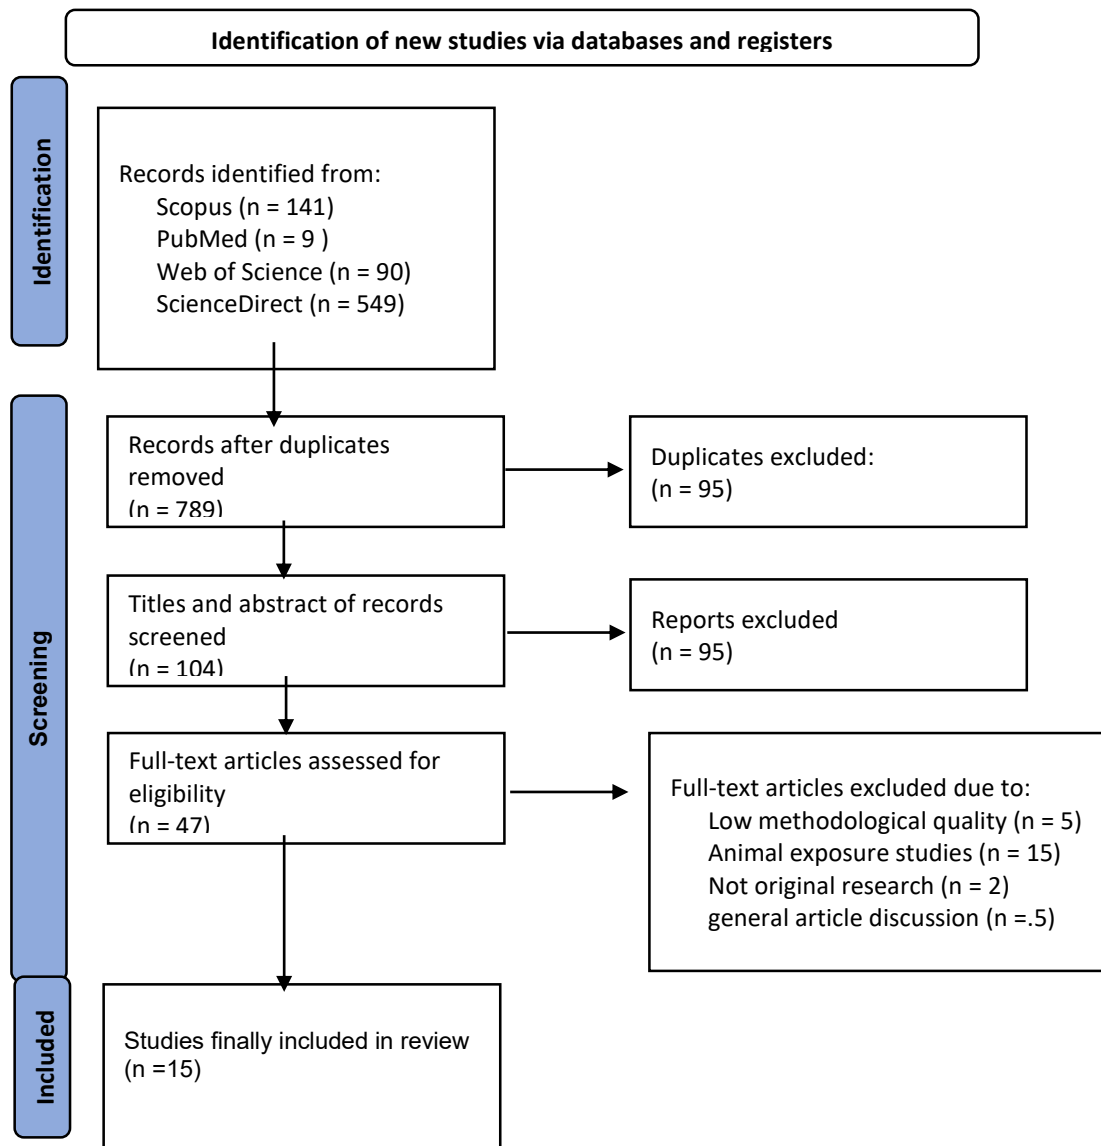 Identification of new studies via databases and registers
Identification
Records identified from:
Scopus (n = 141)
PubMed (n = 9 )
Web of Science (n = 90)
ScienceDirect (n = 549)
Screening
Records after duplicates
removed
(n = 789)
Duplicates excluded:
(n = 95)
Titles and abstract of records
screened
(n = 104)
Reports excluded
(n = 95)
Full-text articles assessed for
eligibility
(n = 47)
Full-text articles excluded due to:
Low methodological quality (n = 5)
Animal exposure studies (n = 15)
Not original research (n = 2)
general article discussion (n =.5)
Included
Studies finally included in review
(n =15)